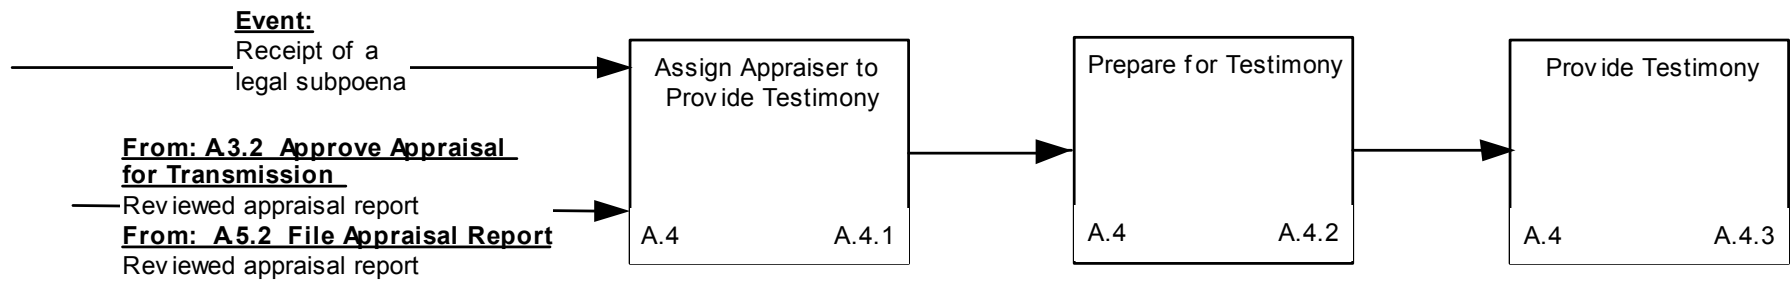 Event:
Receipt of a
legal subpoena
From: A.3.2 Approve Appraisal
for Transmission
Reviewed appraisal report
From: A.5.2 File Appraisal Report
Reviewed appraisal report
Assign Appraiser to
Provide Testimony
A.4 A.4.1
Prepare for Testimony
A.4 A.4.2
Provide Testimony
A.4 A.4.3